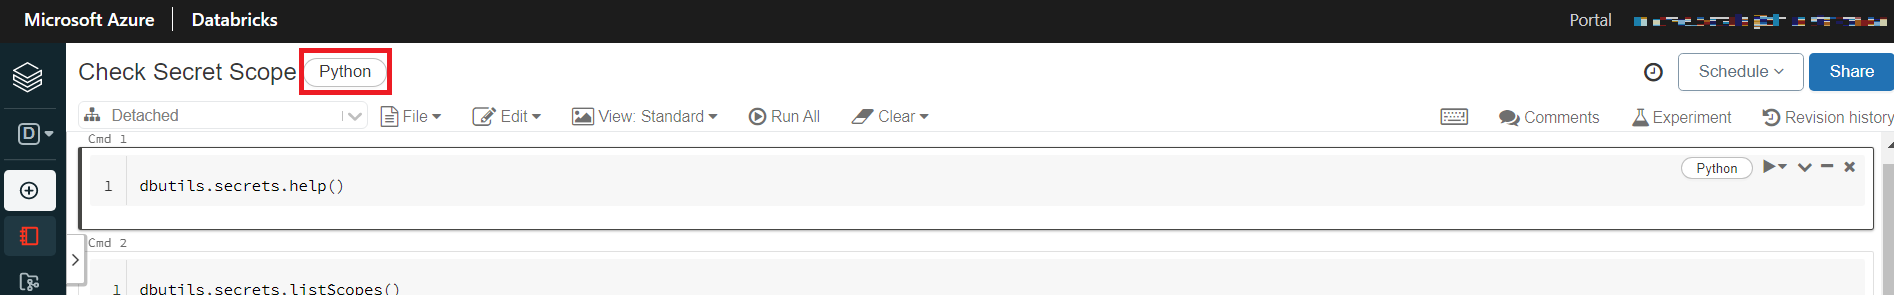 Microsoft Azure Databricks Portal
Check Secret Scope Python Schedule Share
Detached File Edit View: Standard Run All Clear Comments Experiment Revision history
D
Cmd 1
Python
1 dbutils.secrets.help()
Cmd 2
1 dbutils.secrets.listScopes()